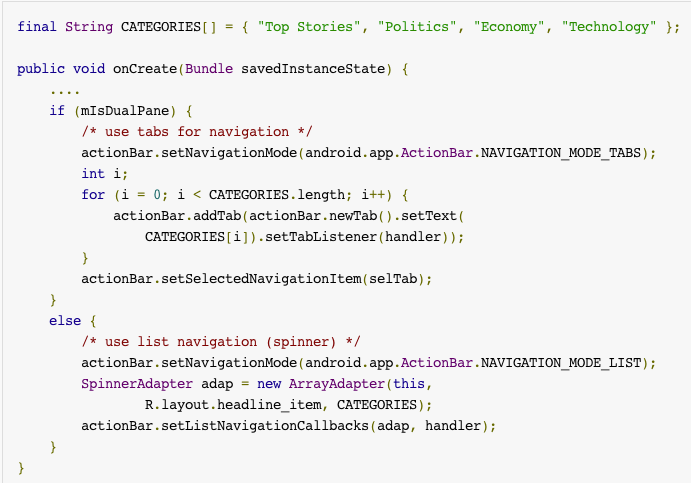 final String CATEGORIES[] = { "Top Stories", "Politics", "Economy", "Technology" };

public void onCreate(Bundle savedInstanceState) {
    ....
    if (mIsDualPane) {
        /* use tabs for navigation */
        actionBar.setNavigationMode(android.app.ActionBar.NAVIGATION_MODE_TABS);
        int i;
        for (i = 0; i < CATEGORIES.length; i++) {
            actionBar.addTab(actionBar.newTab().setText(
                CATEGORIES[i]).setTabListener(handler));
        }
        actionBar.setSelectedNavigationItem(selTab);
    }
    else {
        /* use list navigation (spinner) */
        actionBar.setNavigationMode(android.app.ActionBar.NAVIGATION_MODE_LIST);
        SpinnerAdapter adap = new ArrayAdapter(this,
                R.layout.headline_item, CATEGORIES);
        actionBar.setListNavigationCallbacks(adap, handler);
    }
}